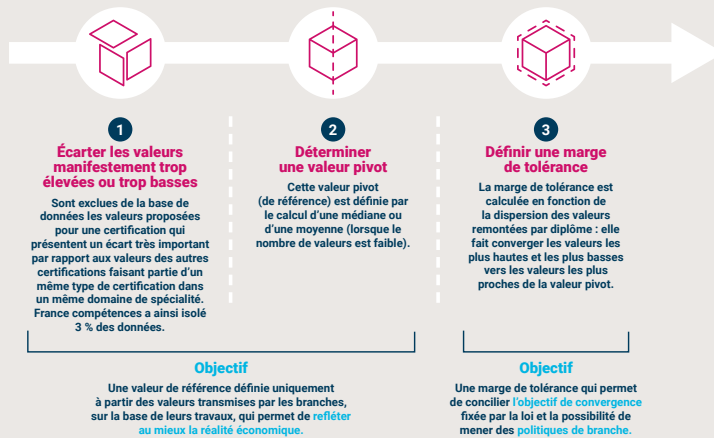 1
Écarter les valeurs
manifestement trop
élevées ou trop basses
Sont exclues de la base de
données les valeurs proposées
pour une certification qui
présentent un écart très important
par rapport aux valeurs des autres
certifications faisant partie d'un
même type de certification dans
un même domaine de spécialité.
France compétences a ainsi isolé
3 % des données.
2
Déterminer
une valeur pivot
Cette valeur pivot
(de référence) est définie par
le calcul d'une médiane ou
d'une moyenne (lorsque le
nombre de valeurs est faible).
3
Définir une marge
de tolérance
La marge de tolérance est
calculée en fonction de
la dispersion des valeurs
remontées par diplôme : elle
fait converger les valeurs les
plus hautes et les plus basses
vers les valeurs les plus
proches de la valeur pivot.
Objectif
Une valeur de référence définie uniquement
à partir des valeurs transmises par les branches,
sur la base de leurs travaux, qui permet de refléter
au mieux la réalité économique.
Objectif
Une marge de tolérance qui permet
de concilier l'objectif de convergence
fixée par la loi et la possibilité de
mener des politiques de branche.